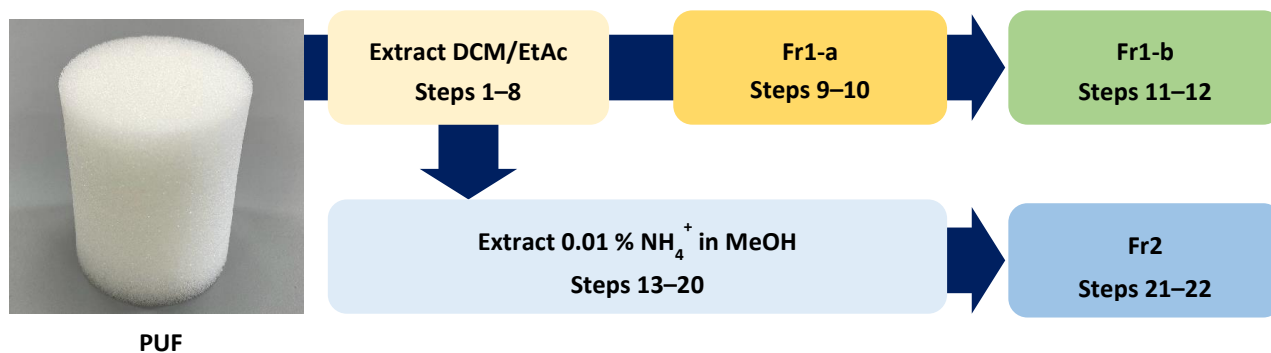 Extract DCM/EtAc
Steps 1–8
Fr1-a
Steps 9–10
Fr1-b
Steps 11–12
Extract 0.01 % NH₄⁺ in MeOH
Steps 13–20
Fr2
Steps 21–22
PUF